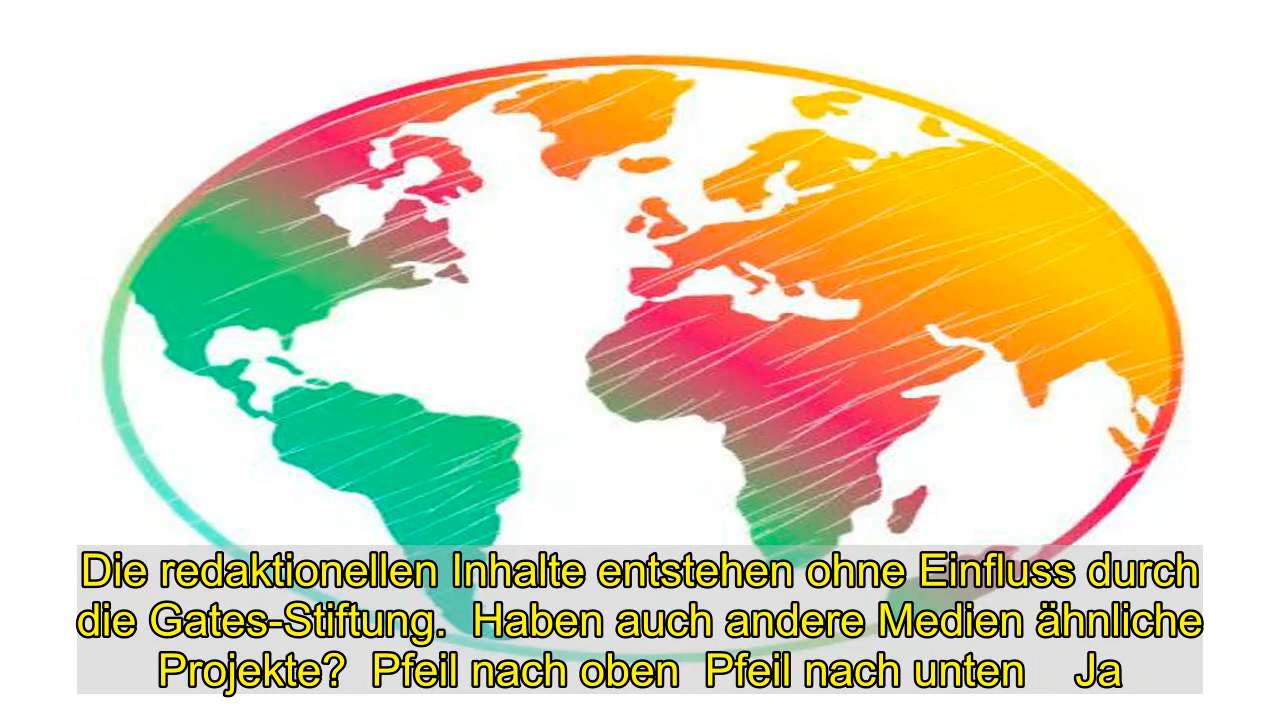 Die redaktionellen Inhalte entstehen ohne Einfluss durch
die Gates-Stiftung. Haben auch andere Medien ähnliche
Projekte? Pfeil nach oben Pfeil nach unten Ja